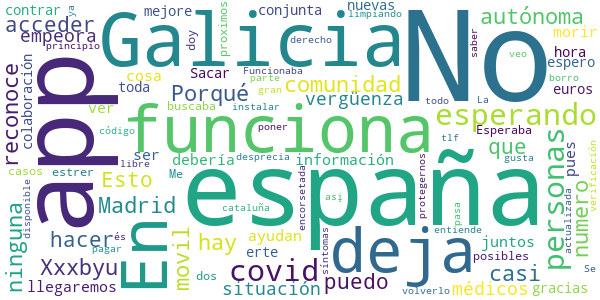 contrar
mejore
conjunta
nuevas
limpiando
ya
acceder
empeora
principio
doy
proximos
Galicia
No
autónoma
morir
saber
hora
derecho
espero
veo
borro
Sacar
cosa
Porqué
Funcionaba
parte
gran
comunidad
euros
reconoce
colaboración
toda
buscaba
instalar
vergüenza
todo
La
app
ver
código
funciona
poner
Esperaba
tlf
esperando
ser
debería
desprecia
información
gusta
personas
que
casos
estrer
libre
Me
encorsetada
protegernos
entiende
numero
pues
actualizada
verificación
Esto
ninguna
disponible
Madrid
En
españa
cataluña
así
pasa
hacer
és
movil
hay
ayudan
deja
juntos
posibles
Xxxbyu
pagar
erte
covid
síntomas
puedo
casi
llegaremos
dos
situación
volverlo
médicos
gracias
Se